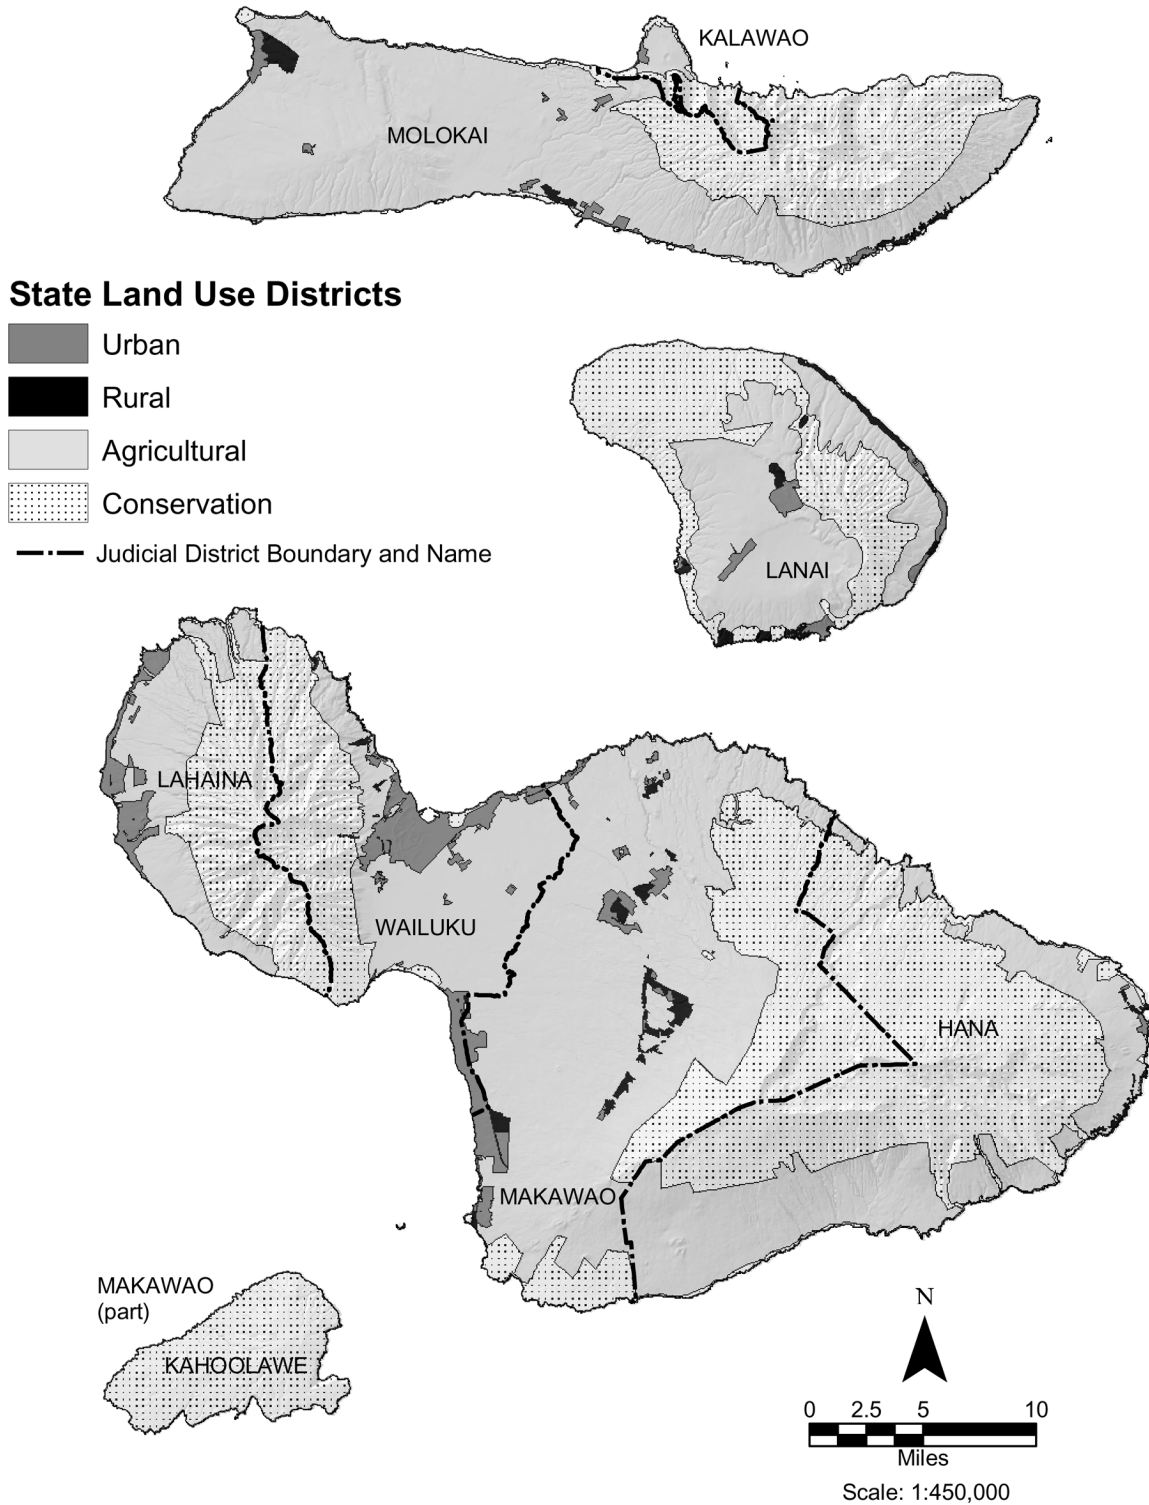 KALAWAO
MOLOKAI
State Land Use Districts
Urban
Rural
Agricultural
Conservation
Judicial District Boundary and Name
LANAI
LAHAINA
WAILUKU
HANA
MAKAWAO
MAKAWAO
(part)
KAHOOLAWE
N
0 2.5 5 10
Miles
Scale: 1:450,000